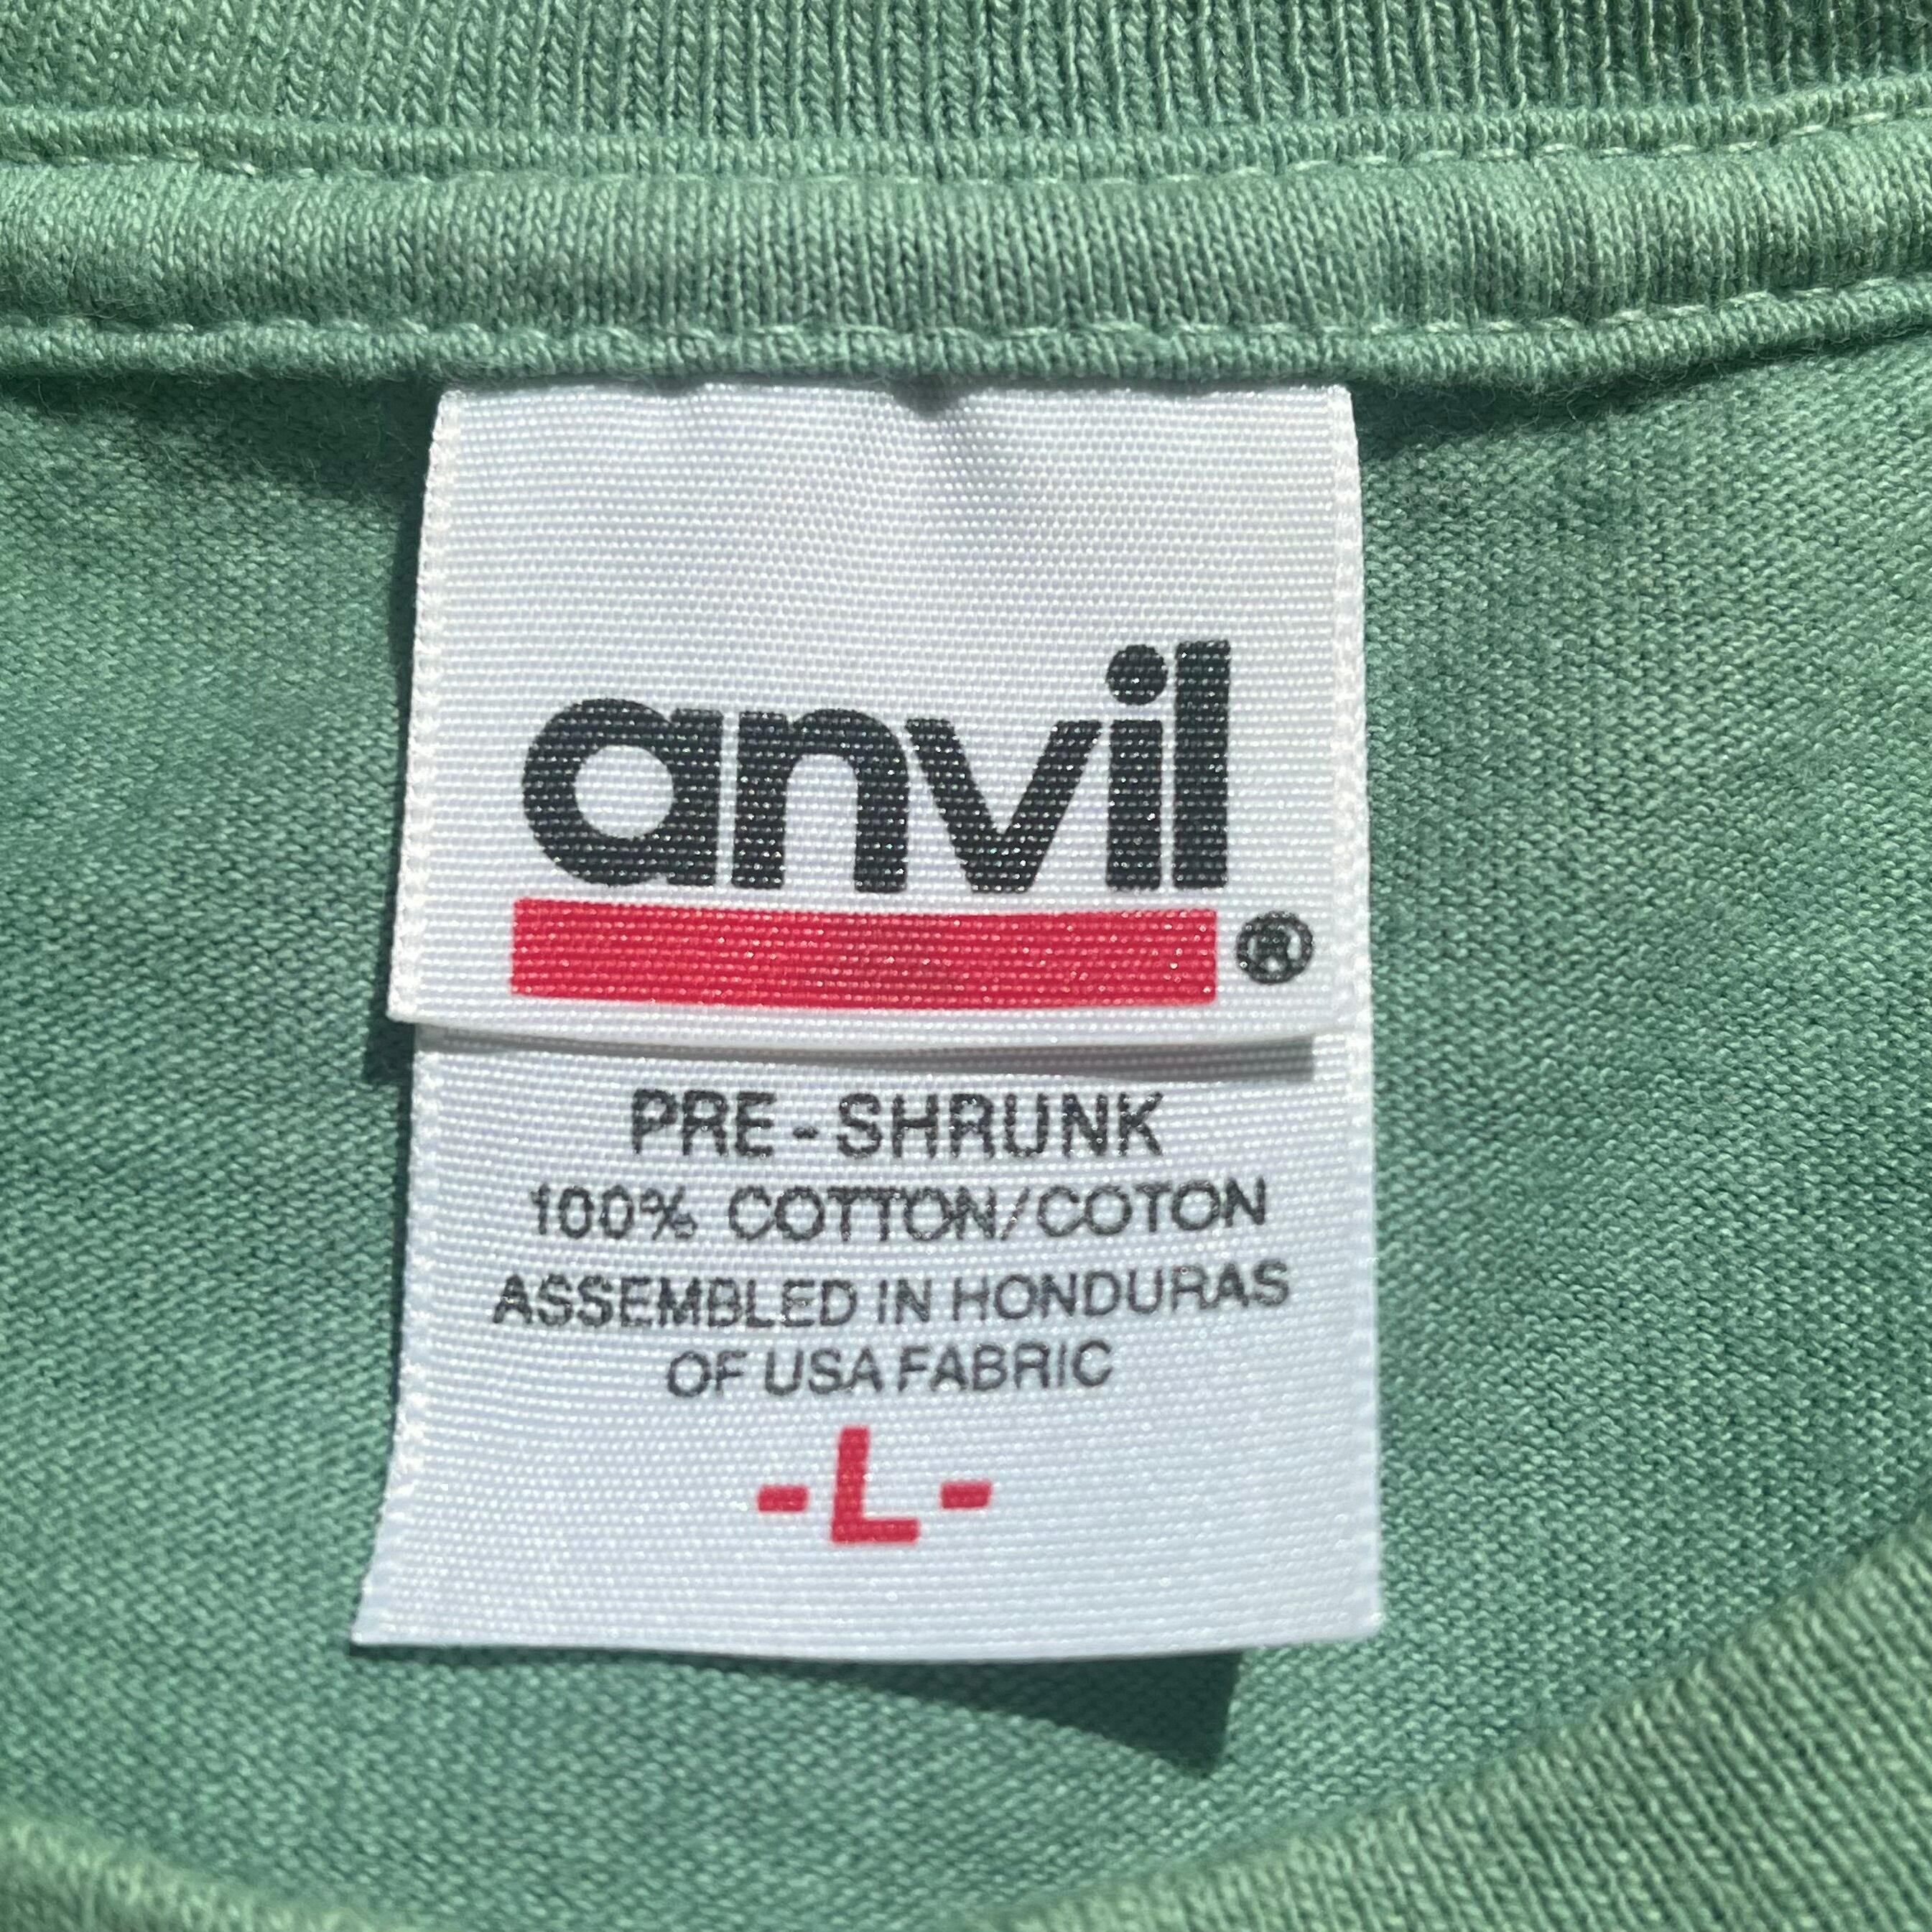 anvil
®
PRE-SHRUNK
100% COTTON/COTON
ASSEMBLED IN HONDURAS
OF USA FABRIC
-L-